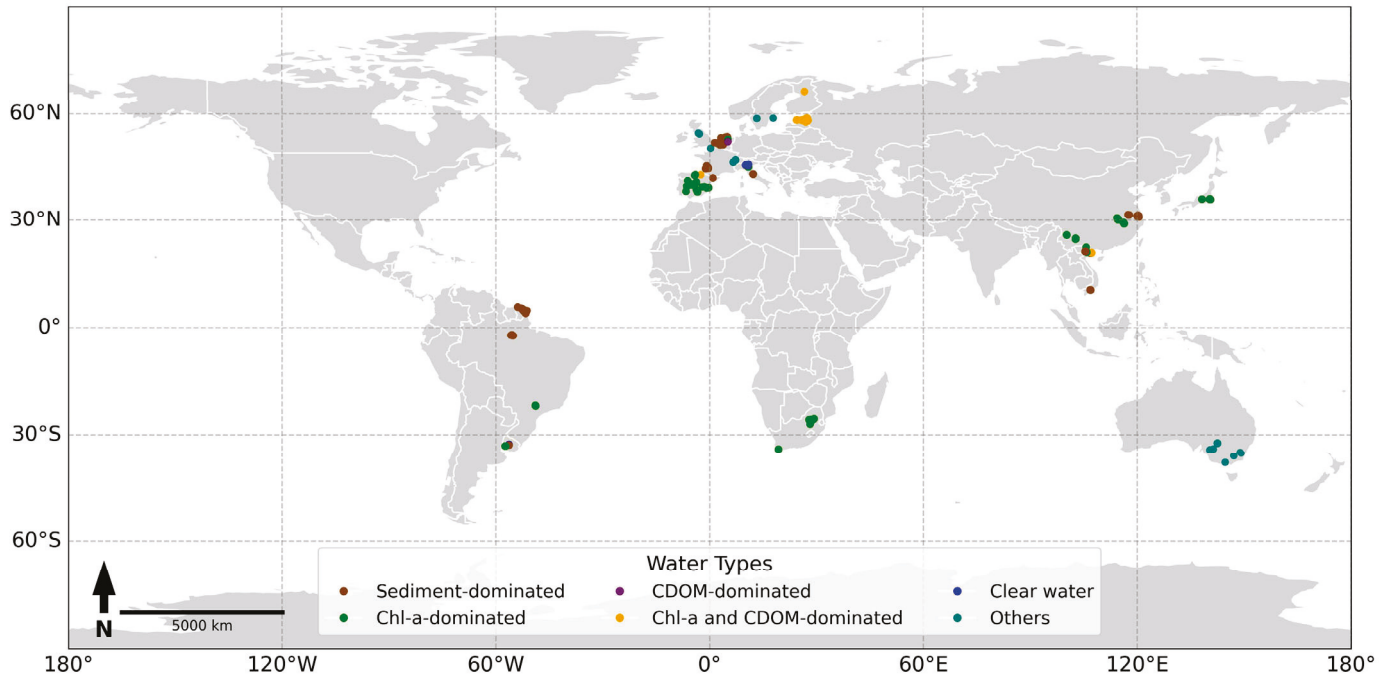 60°N
30°N
0°
30°S
60°S
N
5000 km
Water Types
Sediment-dominated
CDOM-dominated
Clear water
Chl-a-dominated
Chl-a and CDOM-dominated
Others
180°
120°W
60°W
0°
60°E
120°E
180°